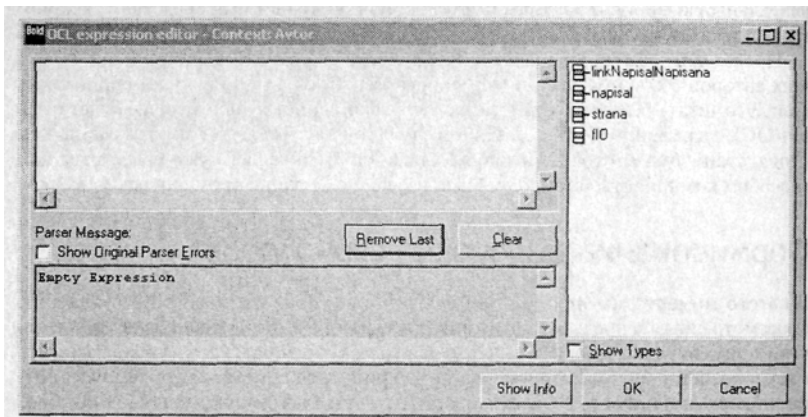 Bold OCL expression editor - Context: Avtor
linkNapisalNapisana
napisal
strana
fIO
Parser Message:
Show Original Parser Errors
Remove Last
Clear
Empty Expression
Show Types
Show Info
OK
Cancel